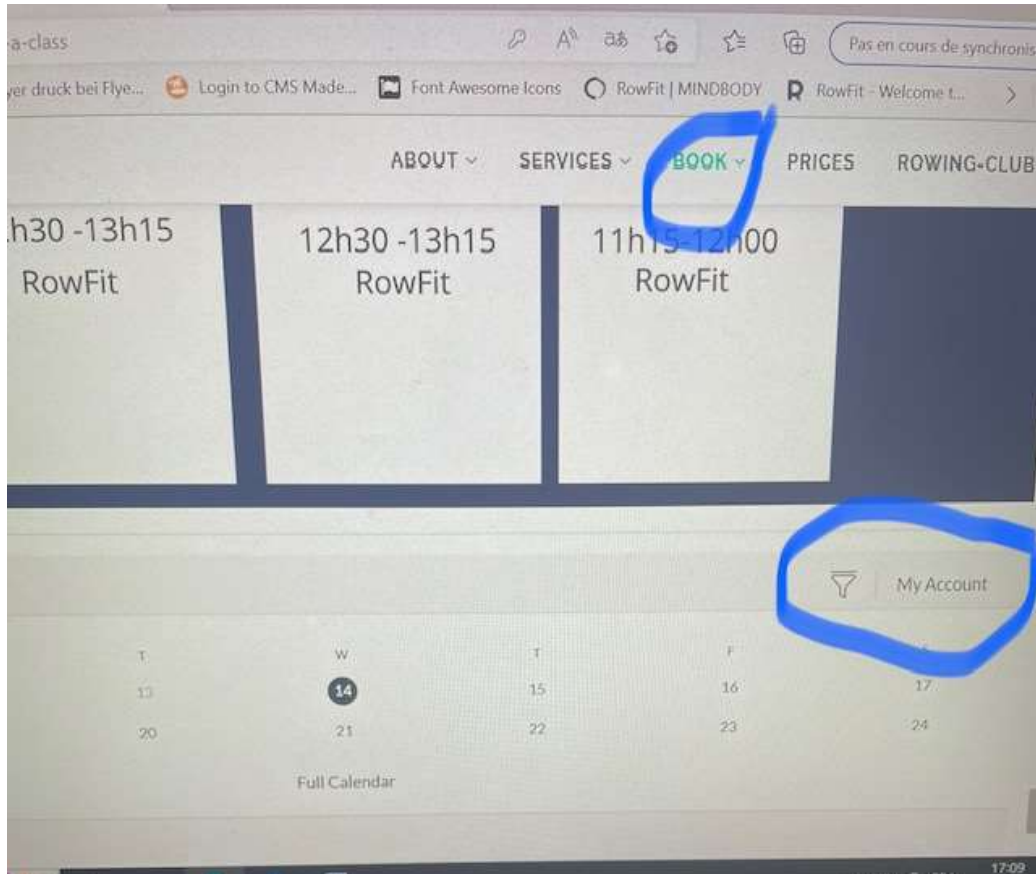 -a-class
Pas en cours de synchronis
yer druck bei Flye... Login to CMS Made... Font Awesome Icons RowFit | MINDBODY RowFit - Welcome t...
ABOUT SERVICES BOOK PRICES ROWING-CLUB
h30 -13h15
RowFit
12h30 -13h15
RowFit
11h15-12h00
RowFit
My Account
T W T F
13 14 15 16 17
20 21 22 23 24
Full Calendar
17:09